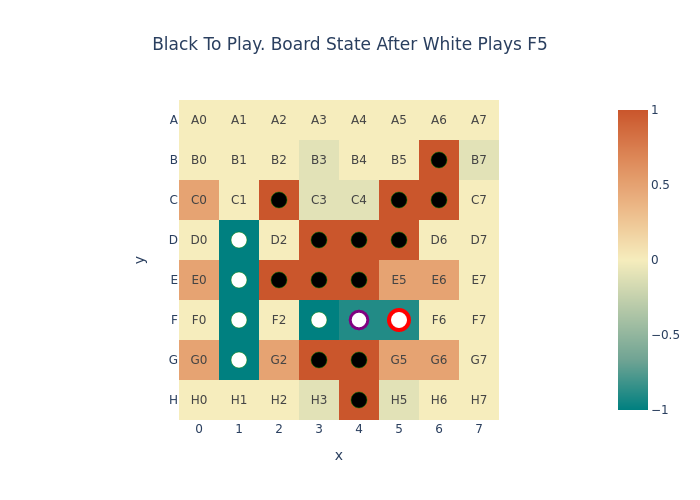 Black To Play. Board State After White Plays F5
A A0 A1 A2 A3 A4 A5 A6 A7
B B0 B1 B2 B3 B4 B5 B7
C C0 C1 C3 C4 C7
D D0 D2 D6 D7
E E0 E5 E6 E7
F F0 F2 F6 F7
G G0 G2 G5 G6 G7
H H0 H1 H2 H3 H5 H6 H7
0 1 2 3 4 5 6 7
x
y
1
0.5
0
−0.5
−1